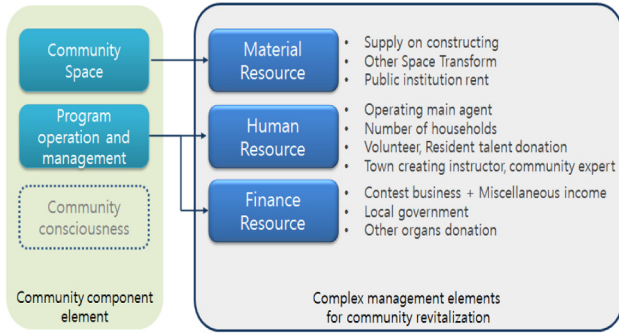 Community
Space
Material
Resource
• Supply on constructing
• Other Space Transform
• Public institution rent
Program
operation and
management
Human
Resource
• Operating main agent
• Number of households
• Volunteer, Resident talent donation
• Town creating instructor, community expert
Community
consciousness
Finance
Resource
• Contest business + Miscellaneous income
• Local government
• Other organs donation
Community component
element
Complex management elements
for community revitalization